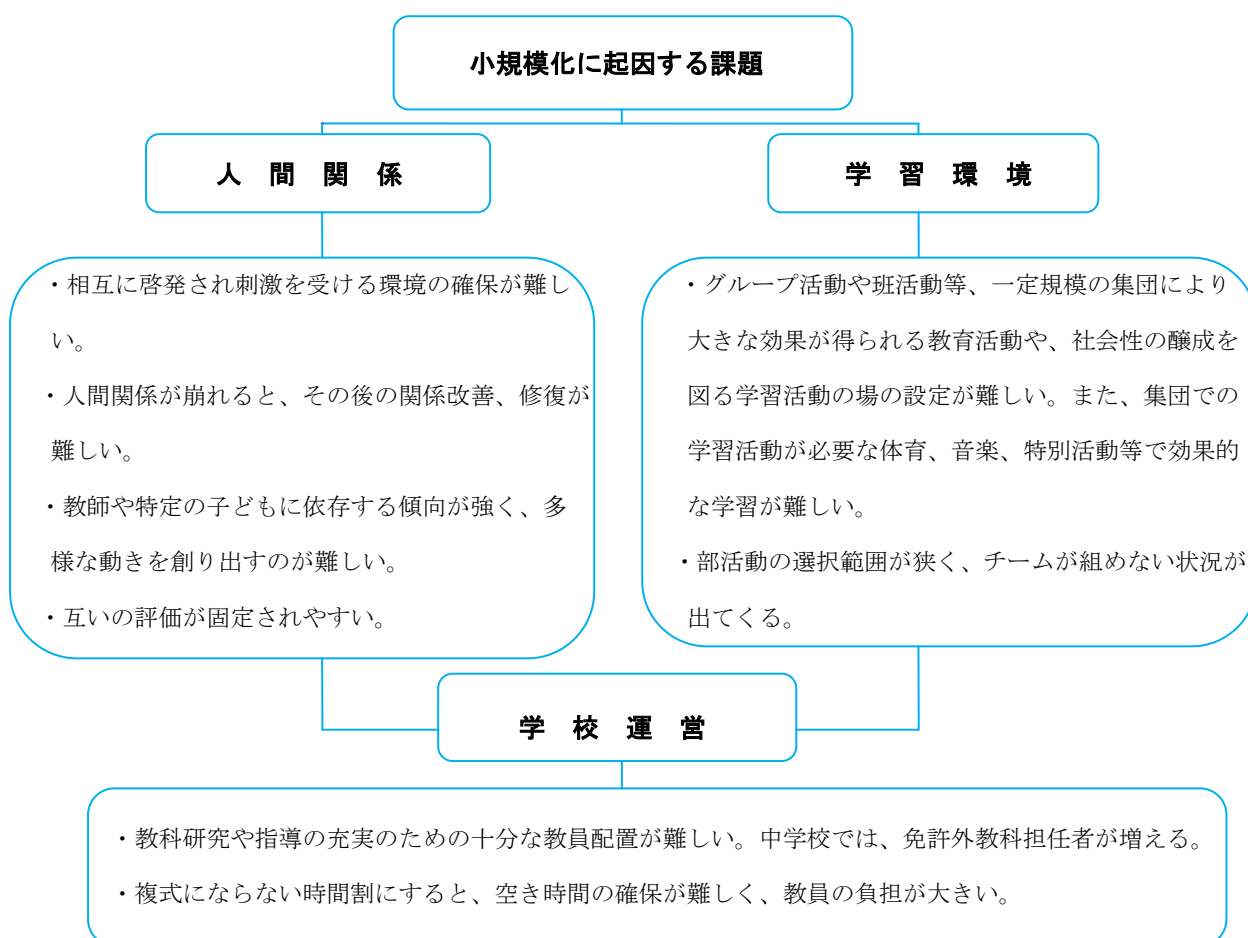 小規模化に起因する課題
人 間 関 係
学 習 環 境
・相互に啓発され刺激を受ける環境の確保が難し
い。
・人間関係が崩れると、その後の関係改善、修復が
難しい。
・教師や特定の子どもに依存する傾向が強く、多
様な動きを創り出すのが難しい。
・互いの評価が固定されやすい。
・グループ活動や班活動等、一定規模の集団により
大きな効果が得られる教育活動や、社会性の醸成を
図る学習活動の場の設定が難しい。また、集団での
学習活動が必要な体育、音楽、特別活動等で効果的
な学習が難しい。
・部活動の選択範囲が狭く、チームが組めない状況が
出てくる。
学 校 運 営
・教科研究や指導の充実のための十分な教員配置が難しい。中学校では、免許外教科担任者が増える。
・複式にならない時間割にすると、空き時間の確保が難しく、教員の負担が大きい。